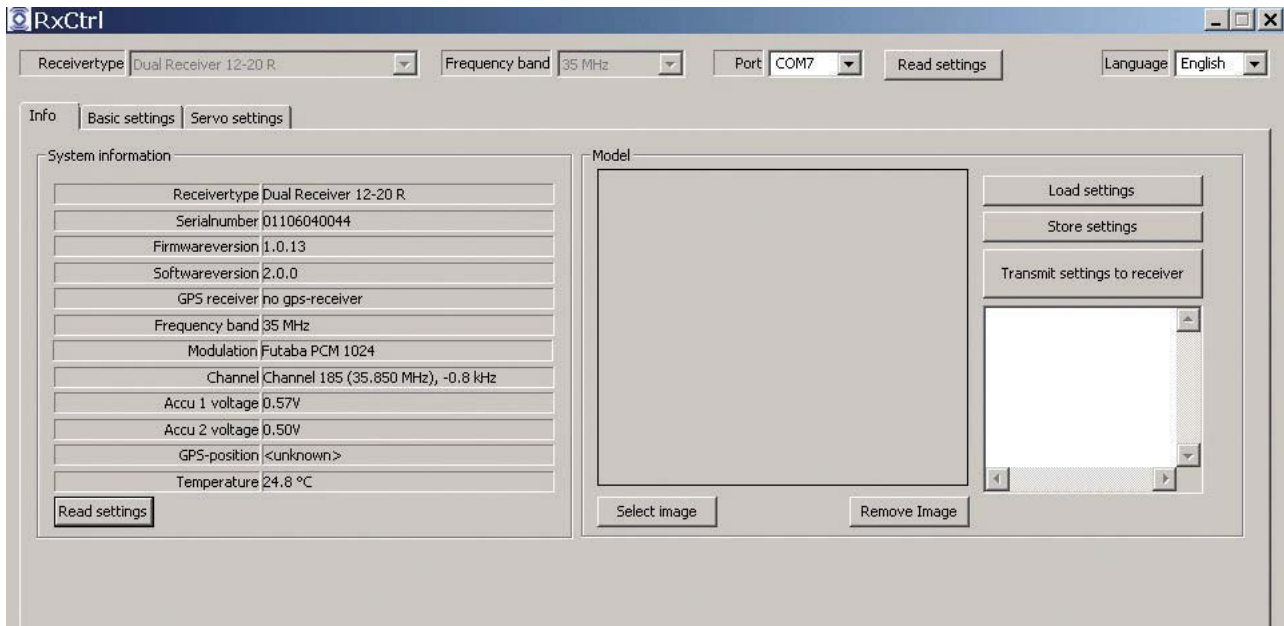 RxCtrl
Receivertype Dual Receiver 12-20 R Frequency band 35 MHz Port COM7 Read settings Language English
Info Basic settings Servo settings
System information
Receivertype Dual Receiver 12-20 R
Serialnumber 01106040044
Firmwareversion 1.0.13
Softwareversion 2.0.0
GPS receiver no gps-receiver
Frequency band 35 MHz
Modulation Futaba PCM 1024
Channel Channel 185 (35.850 MHz), -0.8 kHz
Accu 1 voltage 0.57V
Accu 2 voltage 0.50V
GPS-position <unknown>
Temperature 24.8 °C
Read settings
Model
Load settings
Store settings
Transmit settings to receiver
Select image Remove Image